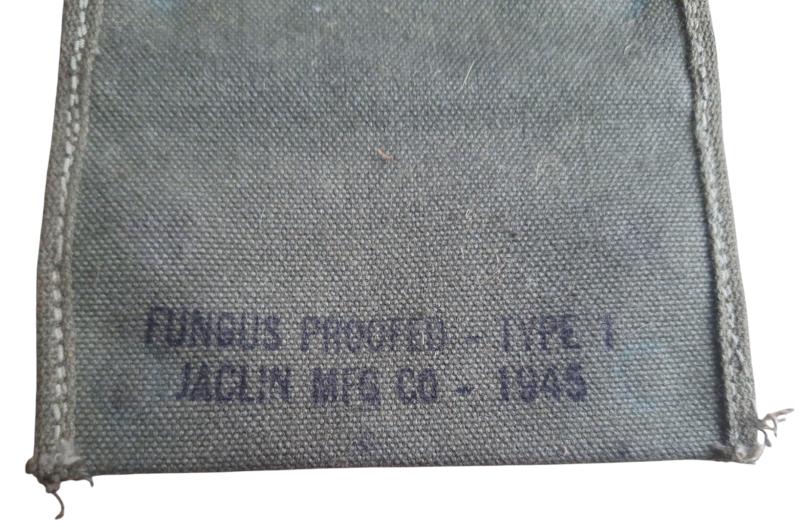 FUNGUS PROOFED - TYPE 1
JACLIN MFG CO - 1945